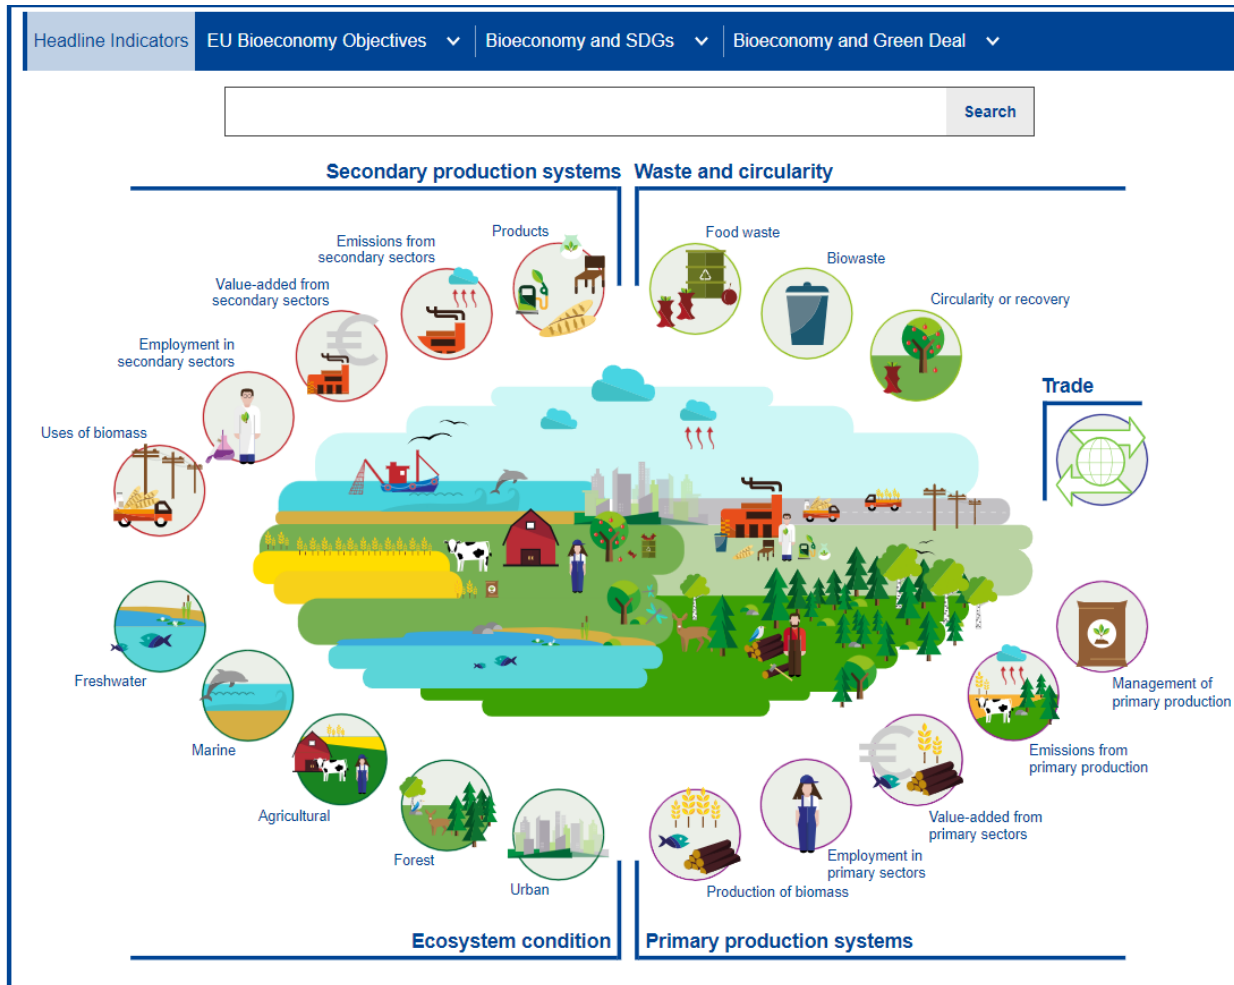 Headline Indicators
EU Bioeconomy Objectives
Bioeconomy and SDGs
Bioeconomy and Green Deal
Search
Secondary production systems
Waste and circularity
Products
Food waste
Emissions from
secondary sectors
Biowaste
Value-added from
secondary sectors
Circularity or recovery
Employment in
secondary sectors
Trade
Uses of biomass
Freshwater
Management of
primary production
Marine
Emissions from
primary production
Agricultural
Value-added from
primary sectors
Forest
Employment in
primary sectors
Urban
Production of biomass
Ecosystem condition
Primary production systems